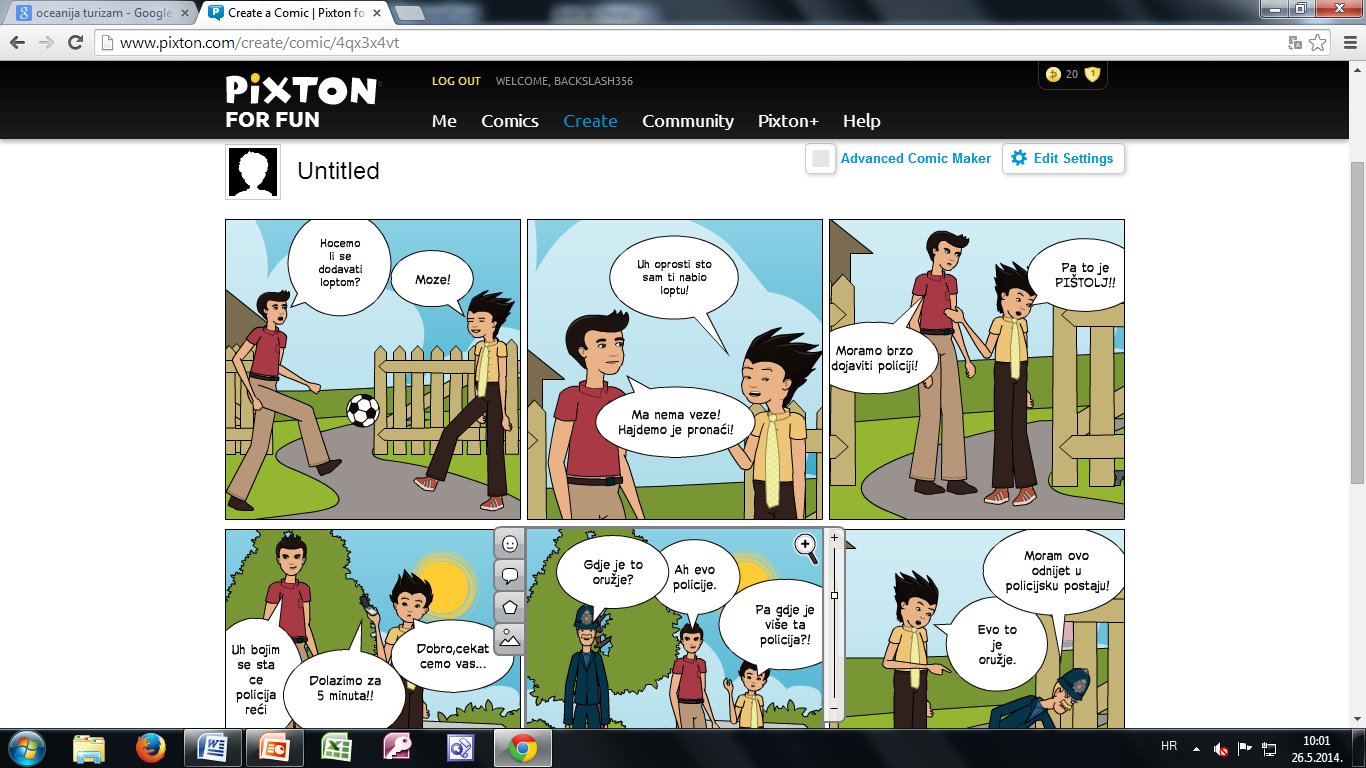 oceanija turizam - Google
Create a Comic | Pixton fo
www.pixton.com/create/comic/4qx3x4vt
PiXTON
FOR FUN
LOG OUT
WELCOME, BACKSLASH356
20
1
Me
Comics
Create
Community
Pixton+
Help
Untitled
Advanced Comic Maker
Edit Settings
Hocemo
li se
dodavati
loptom?
Moze!
Uh oprosti sto
sam ti nabio
loptu!
Ma nema veze!
Hajdemo je pronaći!
Pa to je
PIŠTOLJ!!
Moramo brzo
dojaviti policiji!
Uh bojim
se sta
ce
policija
reći
Dolazimo za
5 minuta!!
Dobro,cekat
cemo vas...
Gdje je to
oružje?
Ah evo
policije.
Pa gdje je
više ta
policija?!
Moram ovo
odnijet u
policijsku postaju!
Evo to
je
oružje.
HR
10:01
26.5.2014.